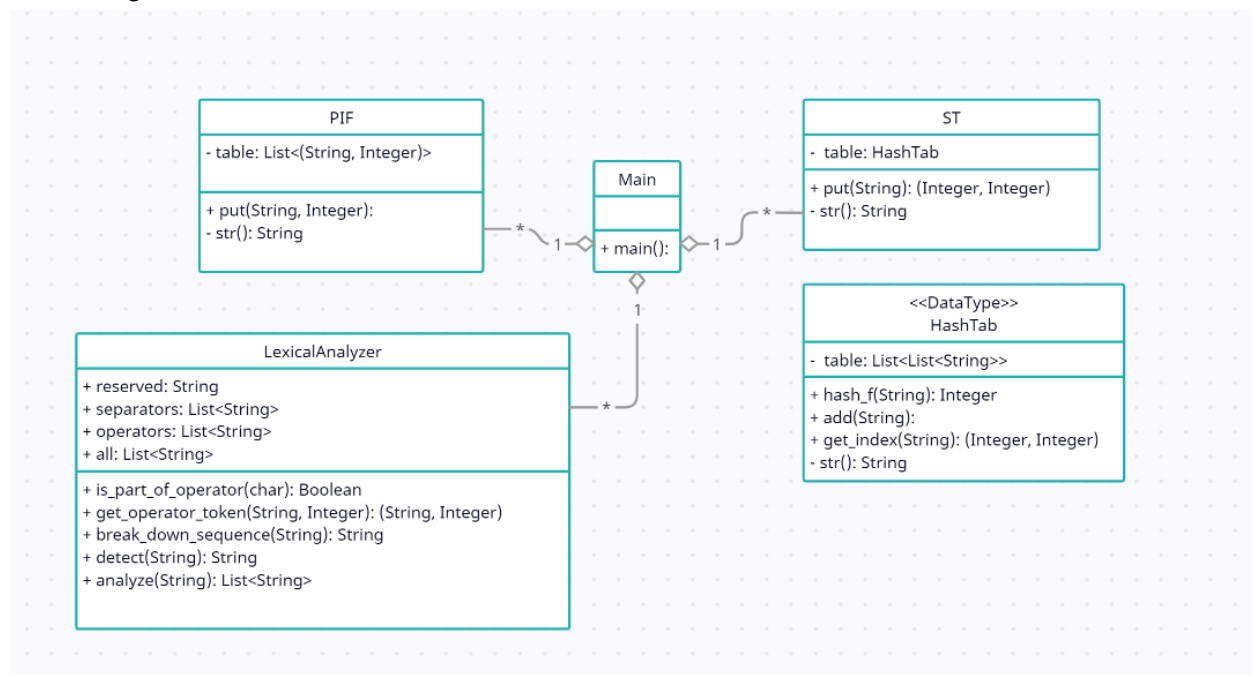 PIF
- table: List<(String, Integer)>
+ put(String, Integer):
- str(): String
Main
+ main():
ST
- table: HashTab
+ put(String): (Integer, Integer)
- str(): String
*
1
1
*
1
*
<<DataType>>
HashTab
- table: List<List<String>>
+ hash_f(String): Integer
+ add(String):
+ get_index(String): (Integer, Integer)
- str(): String
LexicalAnalyzer
+ reserved: String
+ separators: List<String>
+ operators: List<String>
+ all: List<String>
+ is_part_of_operator(char): Boolean
+ get_operator_token(String, Integer): (String, Integer)
+ break_down_sequence(String): String
+ detect(String): String
+ analyze(String): List<String>